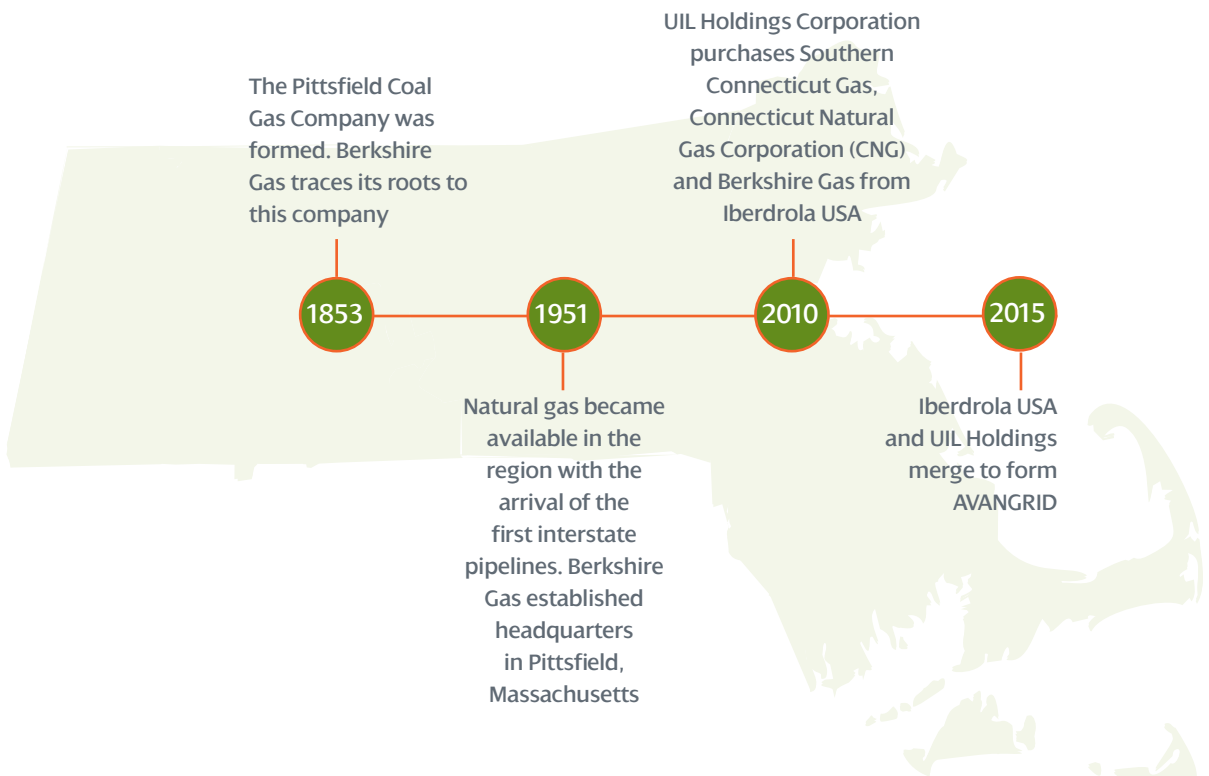 The Pittsfield Coal
Gas Company was
formed. Berkshire
Gas traces its roots to
this company
UIL Holdings Corporation
purchases Southern
Connecticut Gas,
Connecticut Natural
Gas Corporation (CNG)
and Berkshire Gas from
Iberdrola USA
1853
1951
2010
2015
Natural gas became
available in the
region with the
arrival of the
first interstate
pipelines. Berkshire
Gas established
headquarters
in Pittsfield,
Massachusetts
Iberdrola USA
and UIL Holdings
merge to form
AVANGRID